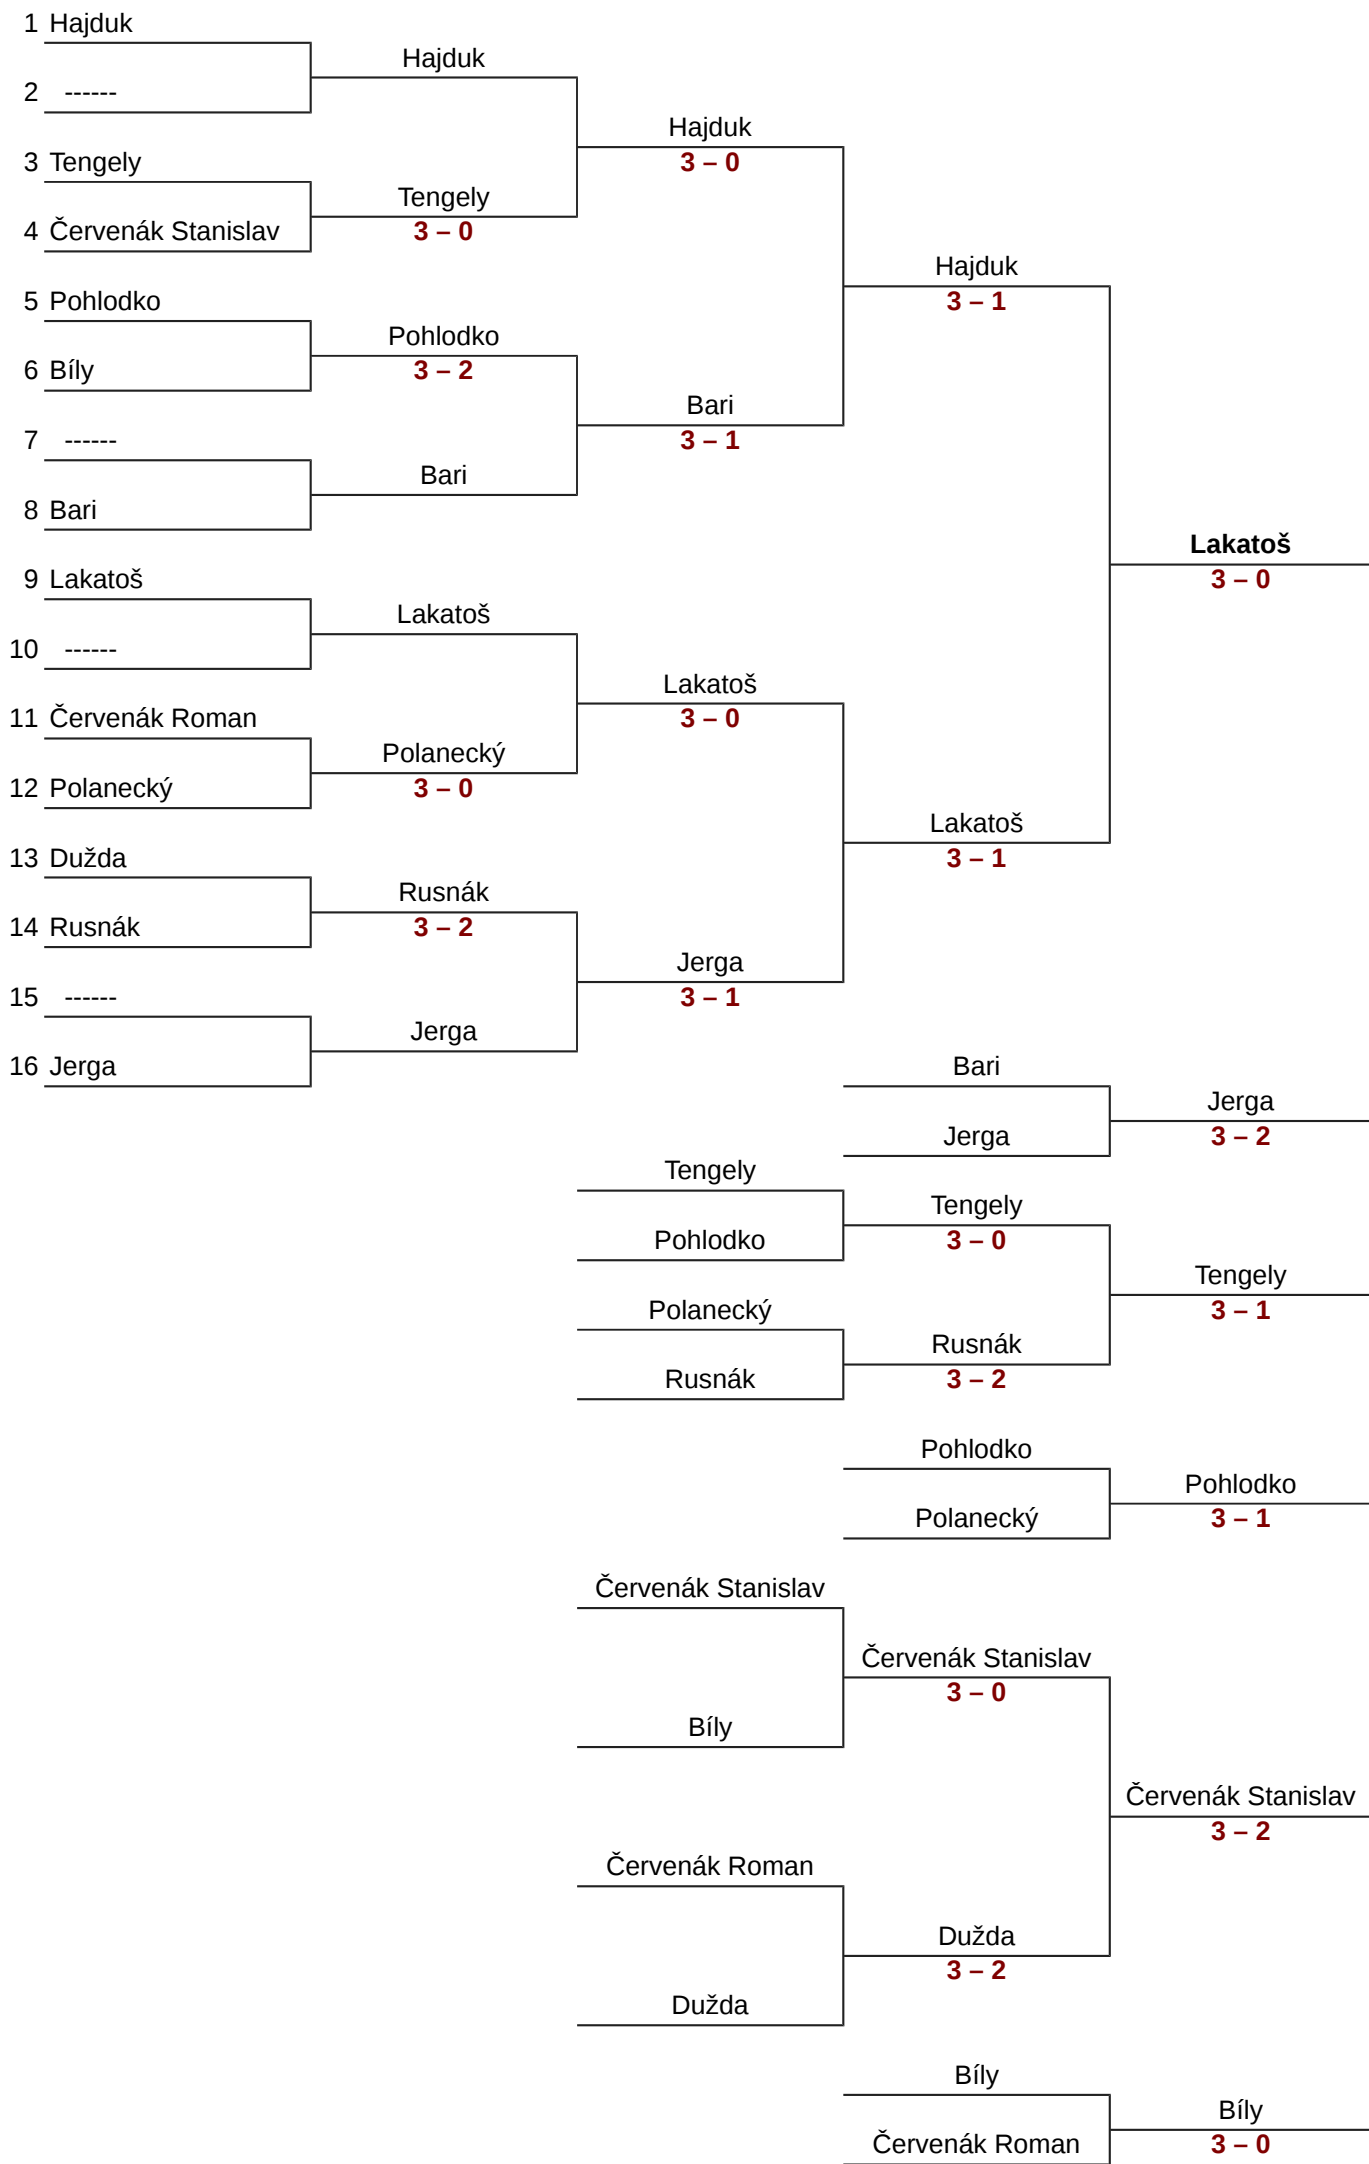 1 Hajduk
Hajduk
2 ------
Hajduk
3 – 0
3 Tengely
Tengely
3 – 0
4 Červenák Stanislav
Hajduk
3 – 1
5 Pohlodko
Pohlodko
3 – 2
6 Bíly
Bari
3 – 1
7 ------
Bari
8 Bari
Lakatoš
3 – 0
9 Lakatoš
Lakatoš
10 ------
Lakatoš
3 – 0
11 Červenák Roman
Polanecký
3 – 0
12 Polanecký
Lakatoš
3 – 1
13 Dužda
Rusnák
3 – 2
14 Rusnák
Jerga
3 – 1
15 ------
Jerga
16 Jerga
Bari
Jerga
3 – 2
Jerga
Tengely
Tengely
3 – 0
Pohlodko
Tengely
3 – 1
Polanecký
Rusnák
3 – 2
Rusnák
Pohlodko
Pohlodko
3 – 1
Polanecký
Červenák Stanislav
Červenák Stanislav
3 – 0
Bíly
Červenák Stanislav
3 – 2
Červenák Roman
Dužda
3 – 2
Dužda
Bíly
Bíly
3 – 0
Červenák Roman